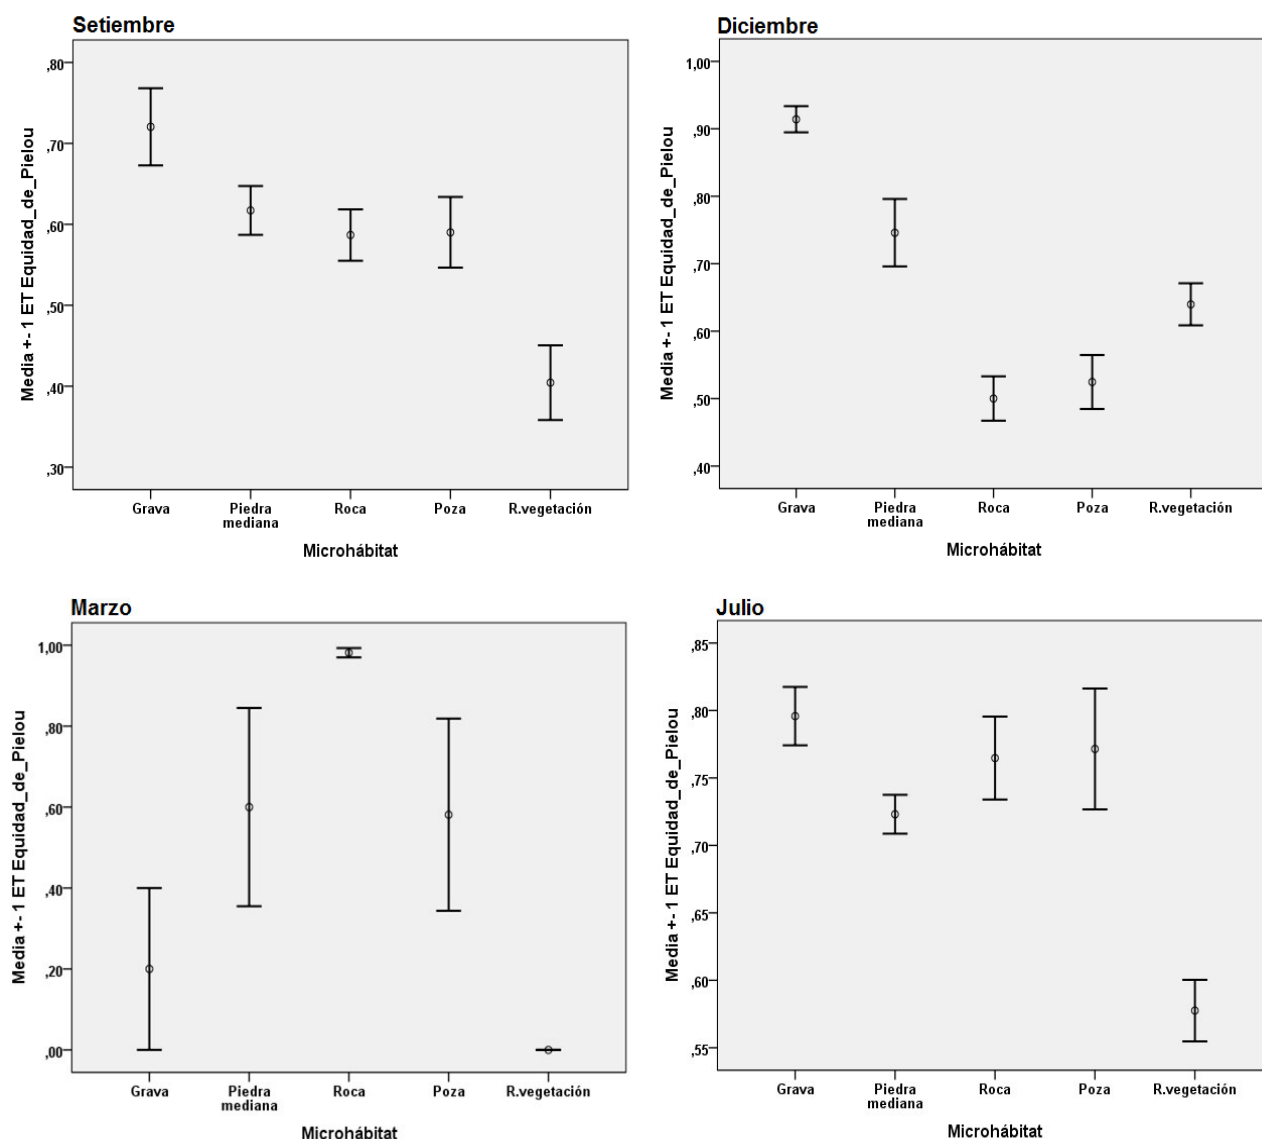 Setiembre
Media +- 1 ET Equidad_de_Pielou
,80
,70
,60
,50
,40
,30
Grava Piedra mediana Roca Poza R.vegetación
Microhábitat
Diciembre
Media +- 1 ET Equidad_de_Pielou
1,00
,90
,80
,70
,60
,50
,40
Grava Piedra mediana Roca Poza R.vegetación
Microhábitat
Marzo
Media +- 1 ET Equidad_de_Pielou
1,00
,80
,60
,40
,20
,00
Grava Piedra mediana Roca Poza R.vegetación
Microhábitat
Julio
Media +- 1 ET Equidad_de_Pielou
,85
,80
,75
,70
,65
,60
,55
Grava Piedra mediana Roca Poza R.vegetación
Microhábitat